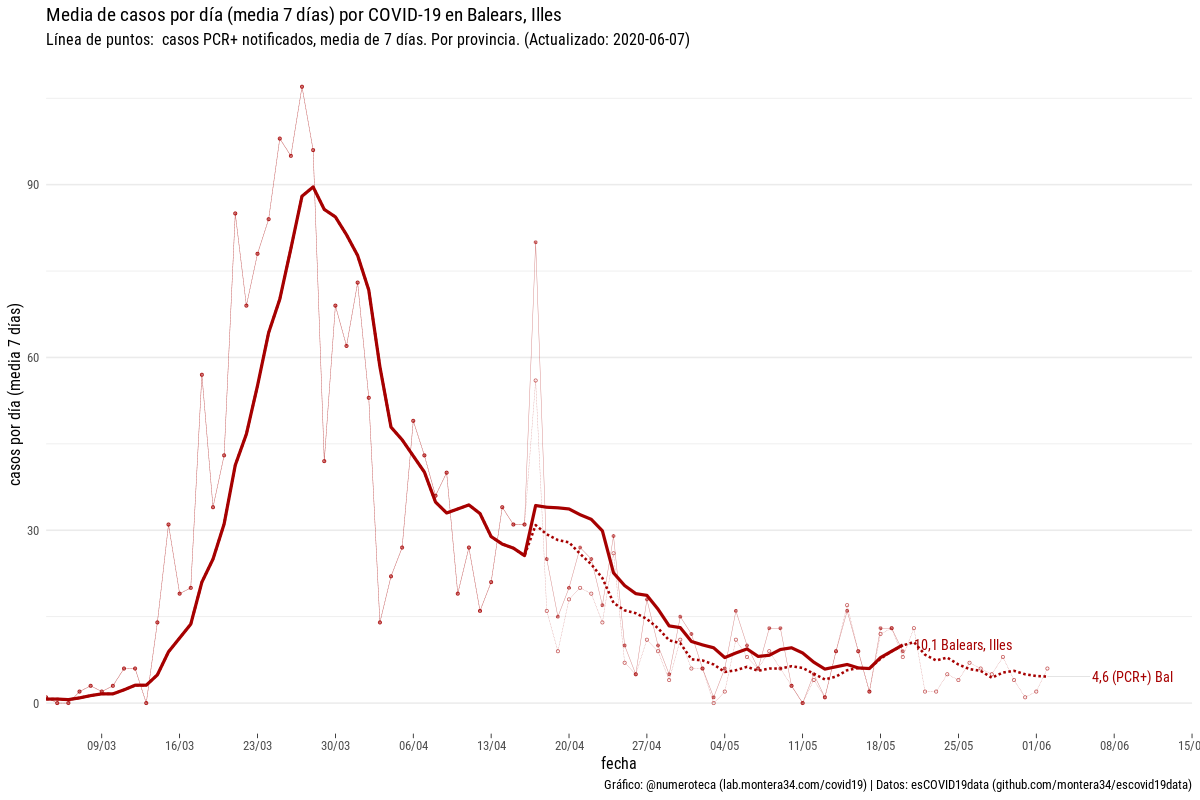 Media de casos por día (media 7 días) por COVID-19 en Balears, Illes
Línea de puntos:  casos PCR+ notificados, media de 7 días. Por provincia. (Actualizado: 2020-06-07)
casos por día (media 7 días)
90
60
30
0
10,1 Balears, Illes
4,6 (PCR+) Bal
09/03 16/03 23/03 30/03 06/04 13/04 20/04 27/04 04/05 11/05 18/05 25/05 01/06 08/06 15/0
fecha
Gráfico: @numeroteca (lab.montera34.com/covid19) | Datos: esCOVID19data (github.com/montera34/escovid19data)